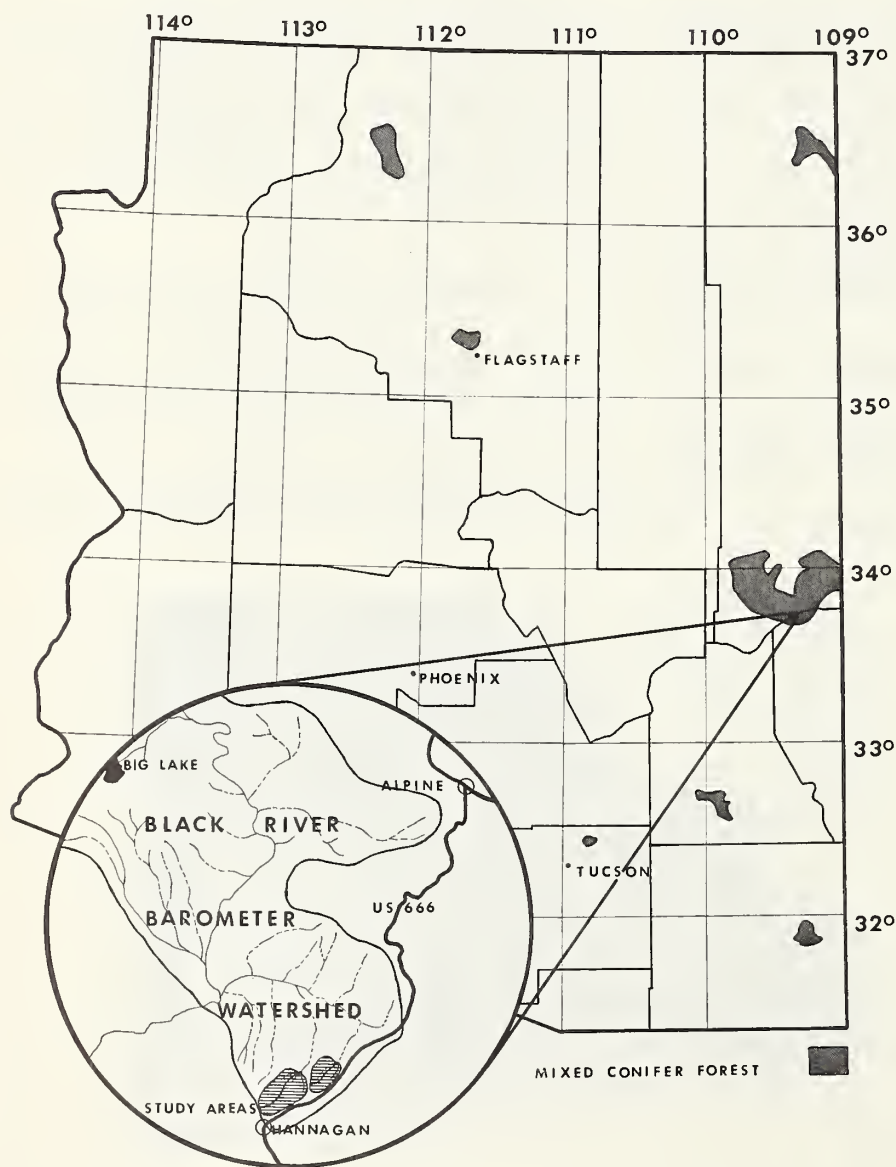 114°
113°
112°
111°
110°
109°
37°
36°
FLAGSTAFF
35°
34°
PHOENIX
33°
BIG LAKE
ALPINE
BLACK RIVER
TUCSON
US 666
BAROMETER
32°
WATERSHED
MIXED CONIFER FOREST
STUDY AREAS
HANNAGAN